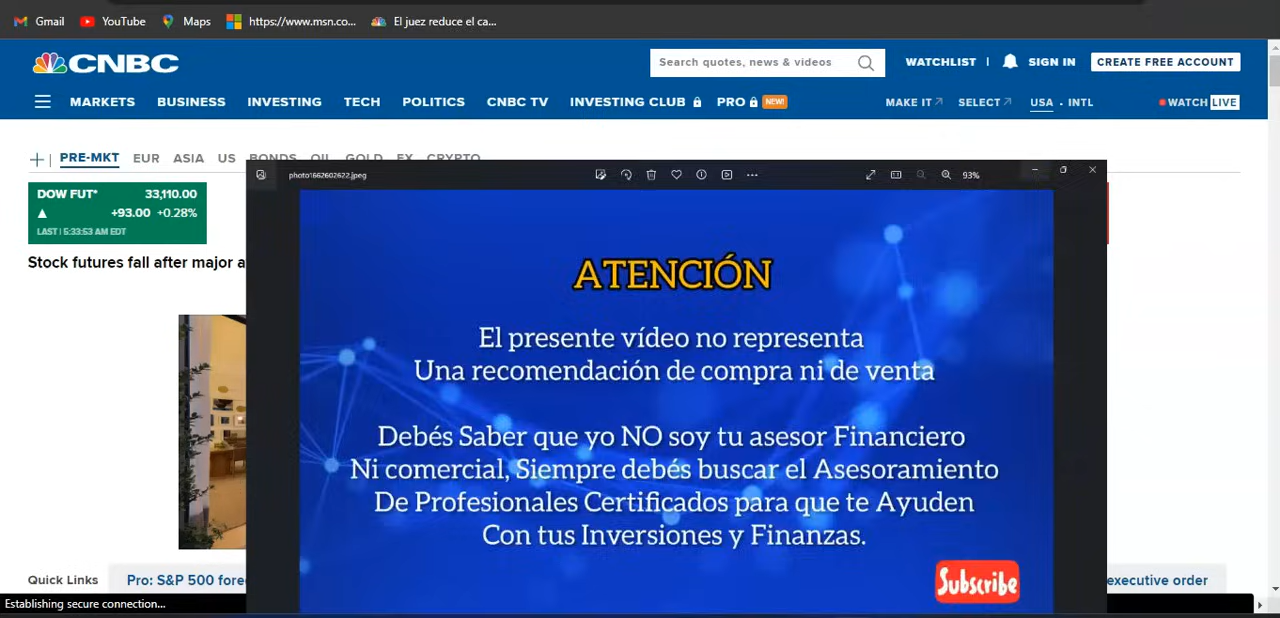 Gmail
YouTube
Maps
https://www.msn.co...
El juez reduce el ca...
CNBC
Search quotes, news & videos
WATCHLIST
SIGN IN
CREATE FREE ACCOUNT
MARKETS
BUSINESS
INVESTING
TECH
POLITICS
CNBC TV
INVESTING CLUB
PRO
NEW!
MAKE IT
SELECT
USA • INTL
WATCH LIVE
PRE-MKT
EUR
ASIA
US
BONDS
OIL
GOLD
FX
CRYPTO
photo1662602622.jpeg
93%
DOW FUT*
33,110.00
+93.00 +0.28%
LAST | 5:33:53 AM EDT
Stock futures fall after major a
ATENCIÓN
El presente vídeo no representa
Una recomendación de compra ni de venta
Debés Saber que yo NO soy tu asesor Financiero
Ni comercial, Siempre debés buscar el Asesoramiento
De Profesionales Certificados para que te Ayuden
Con tus Inversiones y Finanzas.
Subscribe
Quick Links
Pro: S&P 500 fore
executive order
Establishing secure connection...